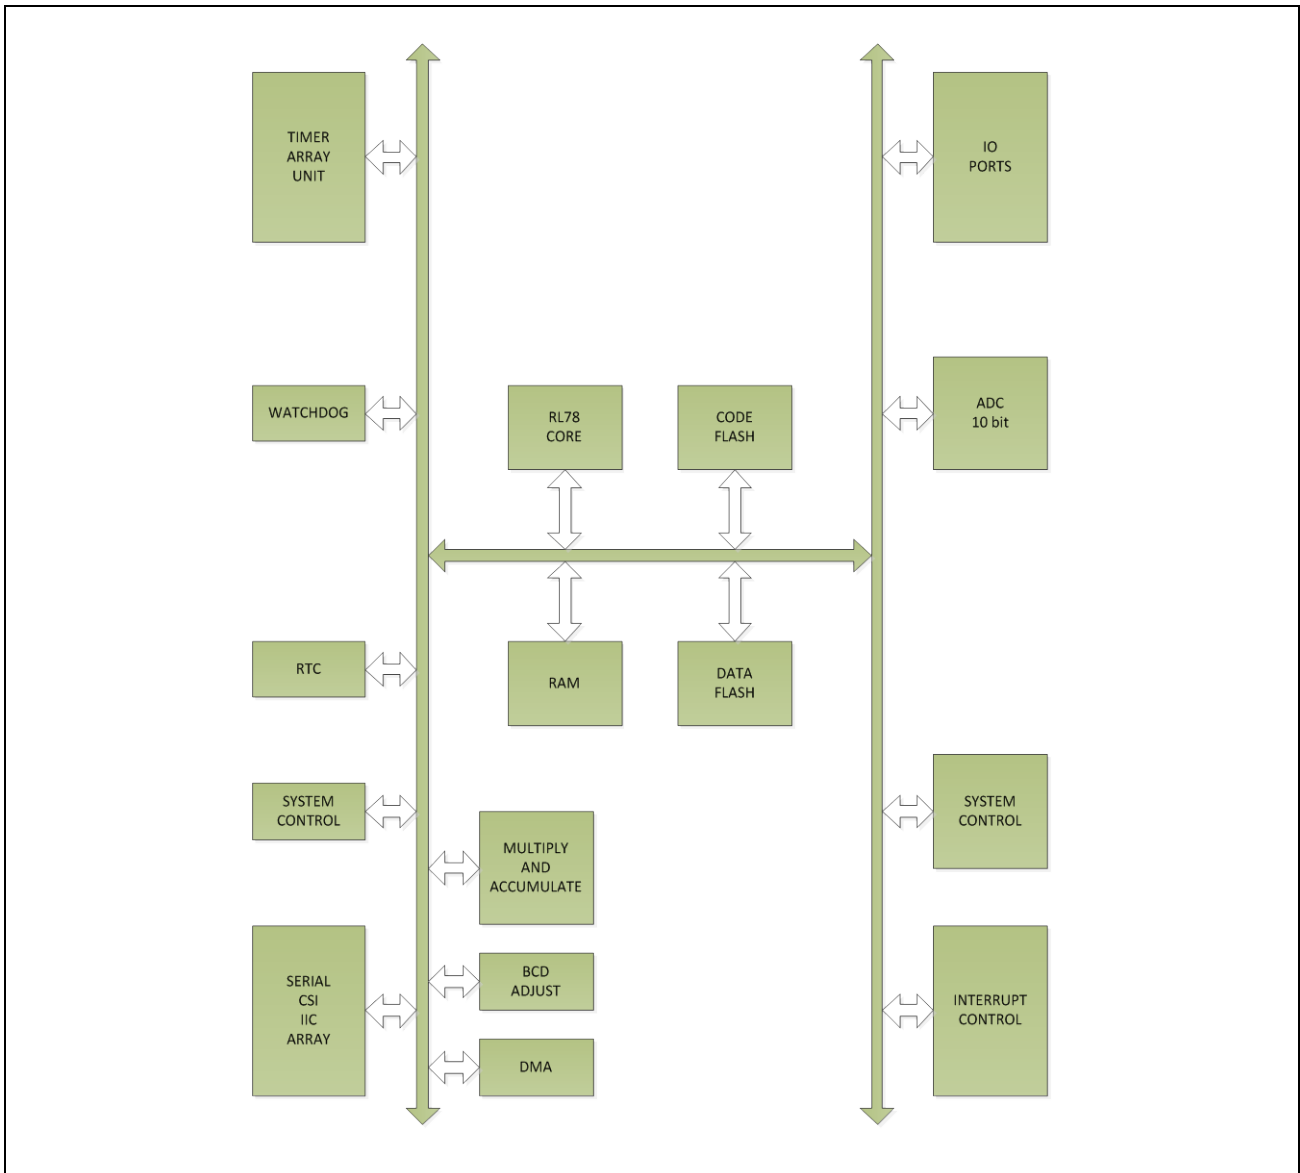 TIMER
ARRAY
UNIT
IO
PORTS
WATCHDOG
RL78
CORE
CODE
FLASH
ADC
10 bit
RTC
RAM
DATA
FLASH
SYSTEM
CONTROL
MULTIPLY
AND
ACCUMULATE
SYSTEM
CONTROL
SERIAL
CSI
IIC
ARRAY
BCD
ADJUST
DMA
INTERRUPT
CONTROL